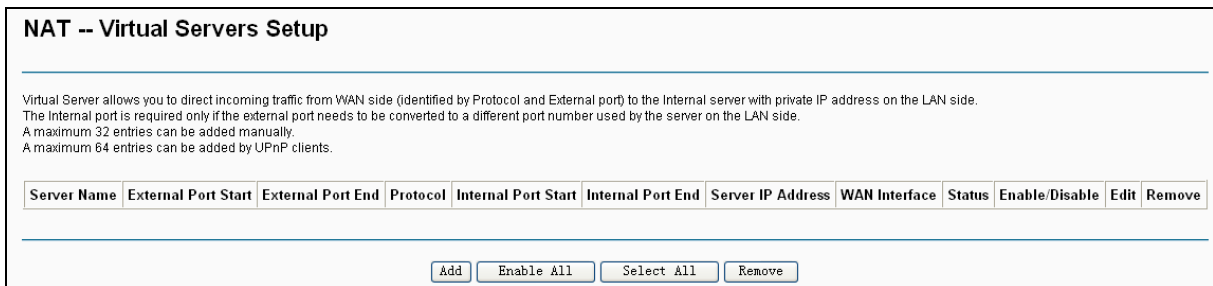 NAT -- Virtual Servers Setup
Virtual Server allows you to direct incoming traffic from WAN side (identified by Protocol and External port) to the Internal server with private IP address on the LAN side.
The Internal port is required only if the external port needs to be converted to a different port number used by the server on the LAN side.
A maximum 32 entries can be added manually.
A maximum 64 entries can be added by UPnP clients.
Server Name External Port Start External Port End Protocol Internal Port Start Internal Port End Server IP Address WAN Interface Status Enable/Disable Edit Remove
Add Enable All Select All Remove